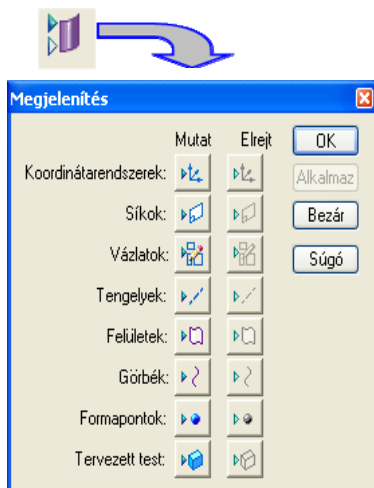 Megjelenítés
Mutat Elrejt
OK
Koordinátarendszerek:
Alkalmaz
Síkok:
Bezár
Vázlatok:
Súgó
Tengelyek:
Felületek:
Görbék:
Formapontok:
Tervezett test: